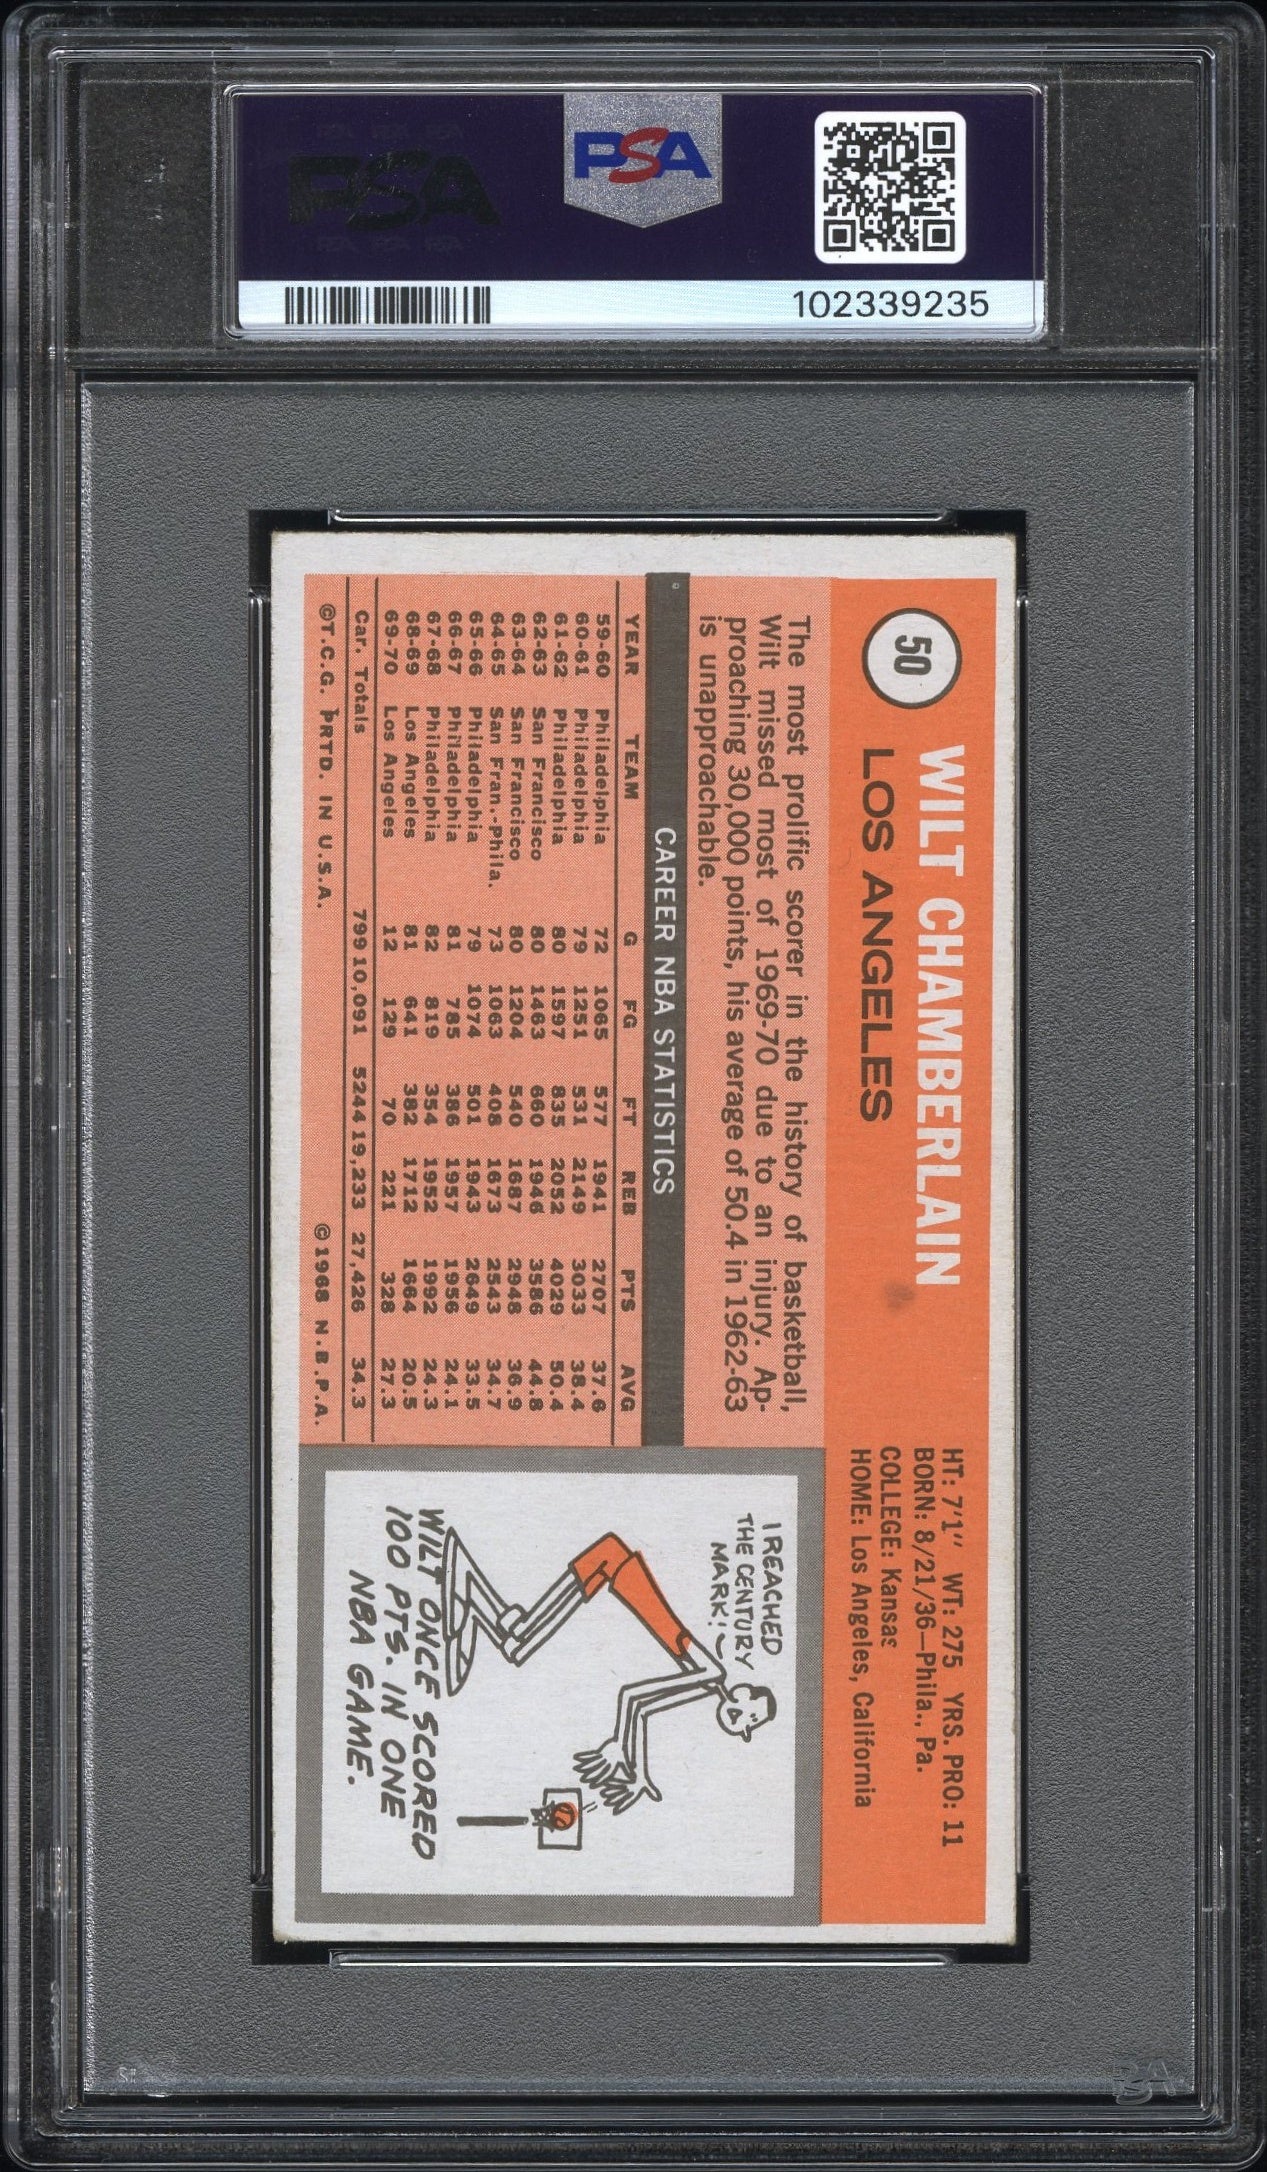 PSA
PSA
102339235
50
WILT CHAMBERLAIN
LOS ANGELES
HT: 7'1" WT: 275 YRS. PRO: 11
BORN: 8/21/36—Phila., Pa.
COLLEGE: Kansas
HOME: Los Angeles, California
The most prolific scorer in the history of basketball,
Wilt missed most of 1969-70 due to an injury. Ap-
proaching 30,000 points, his average of 50.4 in 1962-63
is unapproachable.
CAREER NBA STATISTICS
YEAR TEAM G FG FT REB PTS AVG
59-60 Philadelphia 72 1065 577 1941 2707 37.6
60-61 Philadelphia 79 1251 531 2149 3033 38.4
61-62 Philadelphia 80 1597 835 2052 4029 50.4
62-63 San Francisco 80 1463 660 1946 3586 44.8
63-64 San Francisco 80 1204 540 1687 2948 36.9
64-65 San Fran.-Phila. 73 1063 408 1673 2543 34.7
65-66 Philadelphia 79 1074 501 1943 2649 33.5
66-67 Philadelphia 81 785 386 1957 1956 24.1
67-68 Philadelphia 82 819 354 1952 1992 24.3
68-69 Los Angeles 81 641 382 1712 1664 20.5
69-70 Los Angeles 12 129 70 221 328 27.3
Car. Totals 799 10,091 5244 19,233 27,426 34.3
©T.C.G. PRTD. IN U.S.A. ©1968 N.B.P.A.
I REACHED
THE CENTURY
MARK!
WILT ONCE SCORED
100 PTS. IN ONE
NBA GAME.
PSA